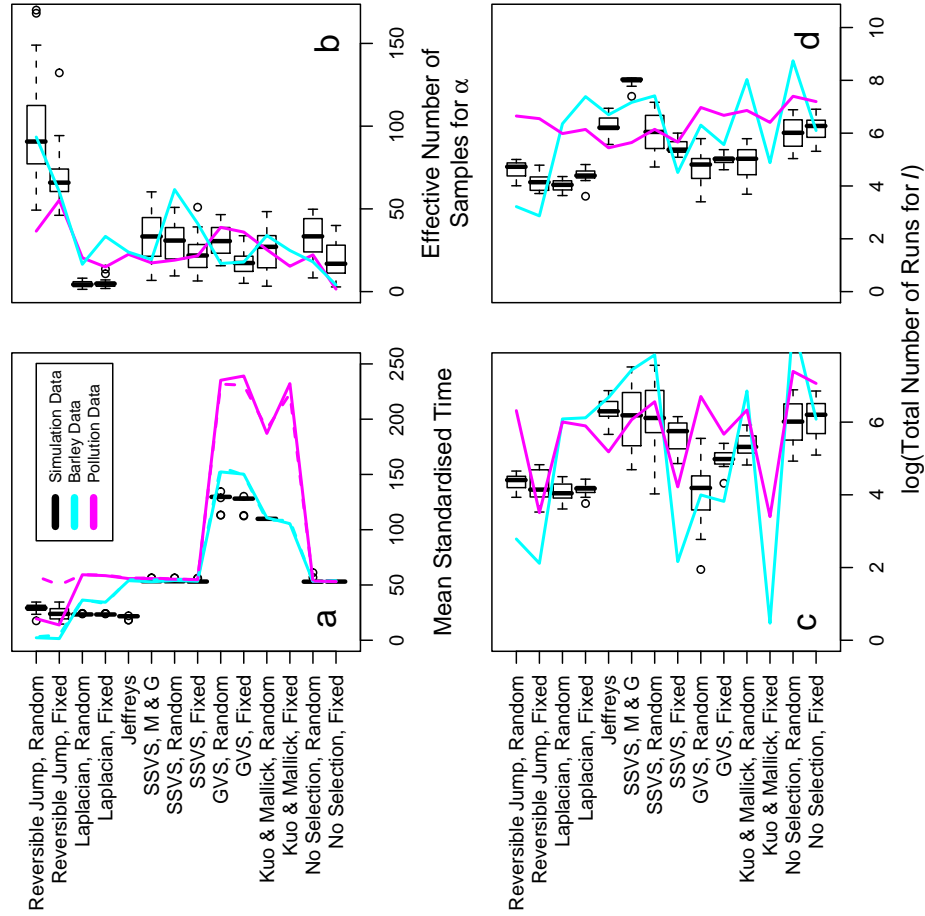 Reversible Jump, Random
Reversible Jump, Fixed
Laplacian, Random
Laplacian, Fixed
Jeffreys
SSVS, M & G
SSVS, Random
SSVS, Fixed
GVS, Random
GVS, Fixed
Kuo & Mallick, Random
Kuo & Mallick, Fixed
No Selection, Random
No Selection, Fixed
0 50 100 150 200 250
Mean Standardised Time
a
Simulation Data
Barley Data
Pollution Data
0 50 100 150
Effective Number of
Samples for α
b
Reversible Jump, Random
Reversible Jump, Fixed
Laplacian, Random
Laplacian, Fixed
Jeffreys
SSVS, M & G
SSVS, Random
SSVS, Fixed
GVS, Random
GVS, Fixed
Kuo & Mallick, Random
Kuo & Mallick, Fixed
No Selection, Random
No Selection, Fixed
0 2 4 6
c
0 2 4 6 8 10
d
log(Total Number of Runs for I)